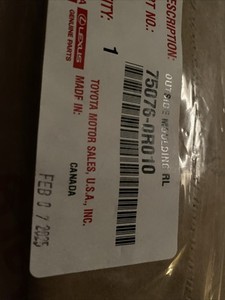 DESCRIPTION:
OUTSIDE MOULDING RL
PART NO.:
75076-0R010
QUANTITY:
1
TOYOTA MOTOR SALES, U.S.A., INC.
MADE IN:
CANADA
LEXUS
GENUINE PARTS
FEB 07 2025